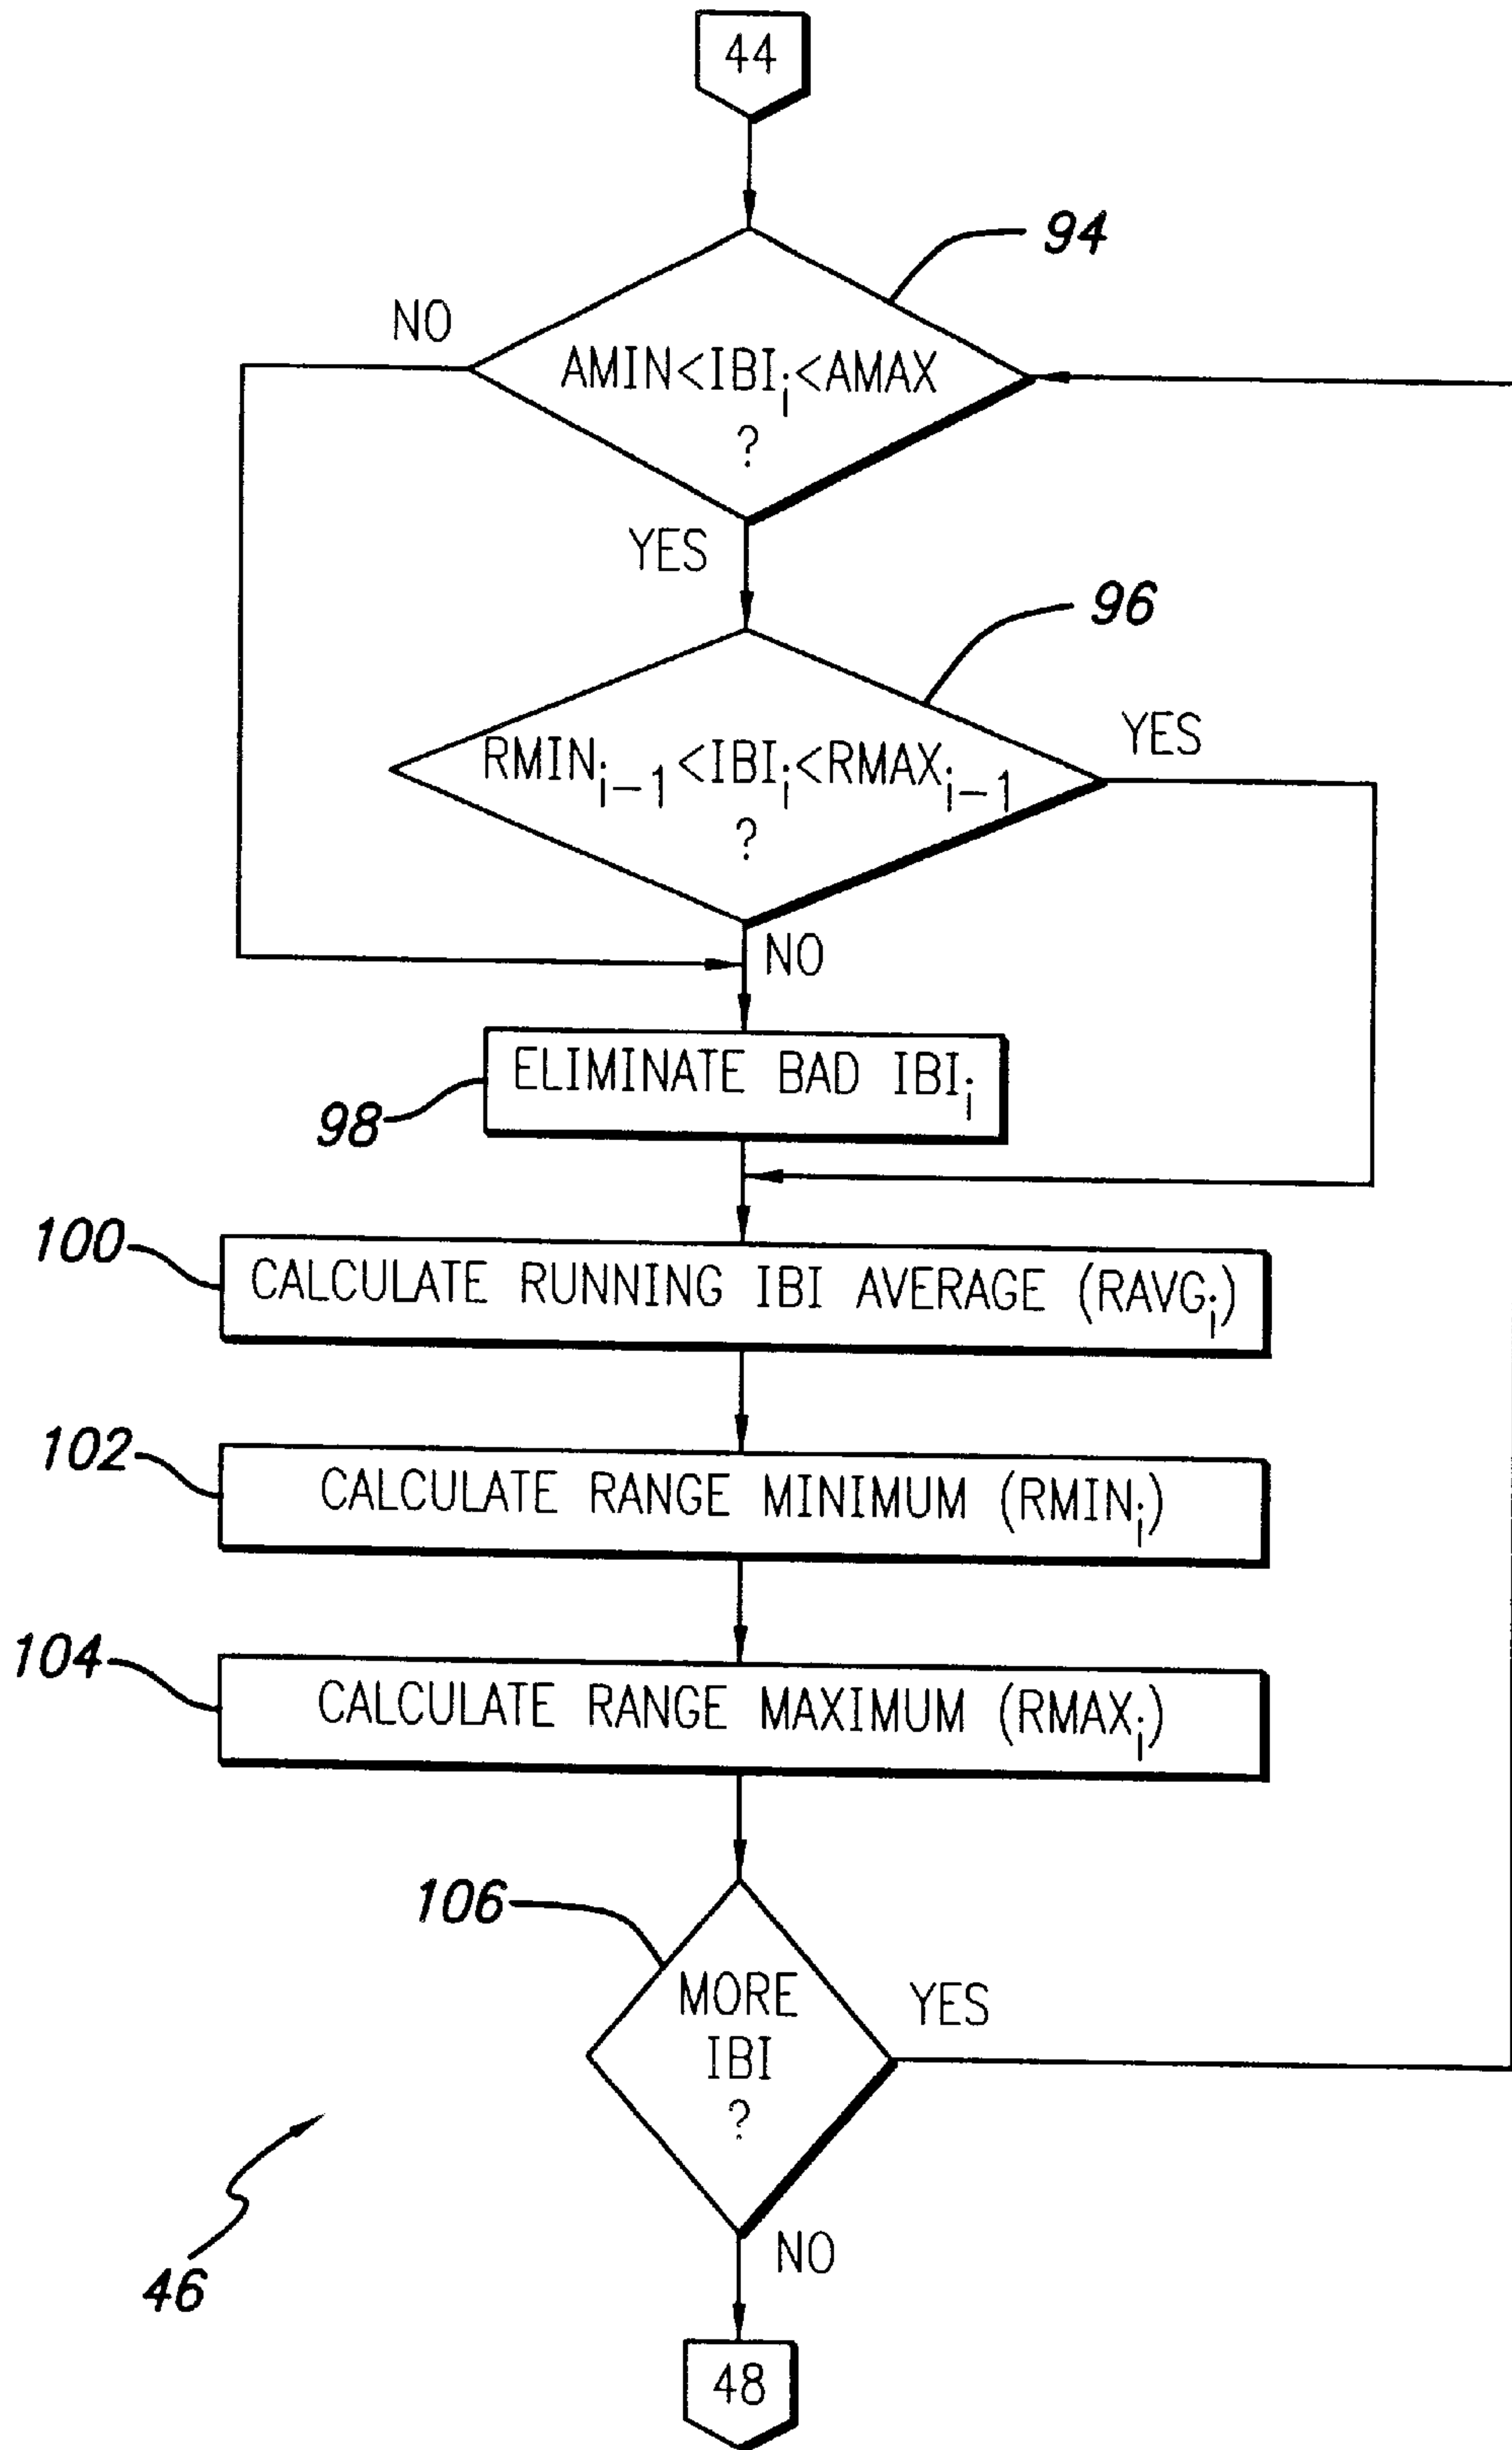 44
94
NO
AMIN<IBIi<AMAX
?
YES
96
YES
RMINi-1<IBIi<RMAXi-1
?
NO
ELIMINATE BAD IBIi
98
100
CALCULATE RUNNING IBI AVERAGE (RAVGi)
102
CALCULATE RANGE MINIMUM (RMINi)
104
CALCULATE RANGE MAXIMUM (RMAXi)
106
MORE
IBI
?
YES
NO
46
48